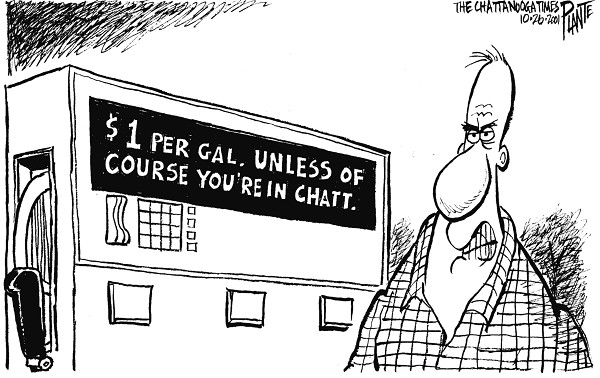 THE CHATTANOOGA TIMES
10·26·2001
PLANTE
$1 PER GAL. UNLESS OF
COURSE YOU'RE IN CHATT.